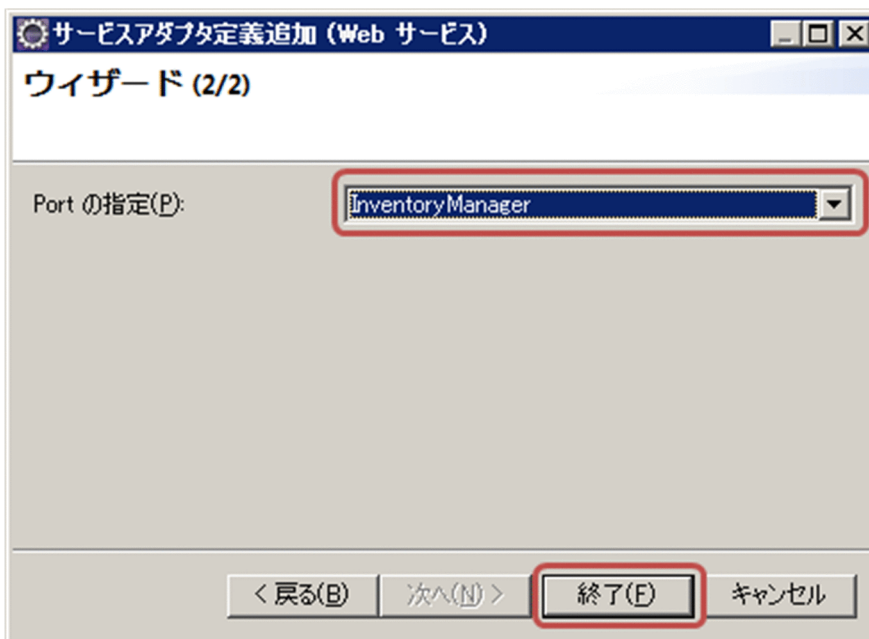 サービスアダプタ定義追加 (Web サービス)
ウィザード (2/2)
Port の指定(P):
InventoryManager
< 戻る(B)
次へ(N) >
終了(F)
キャンセル